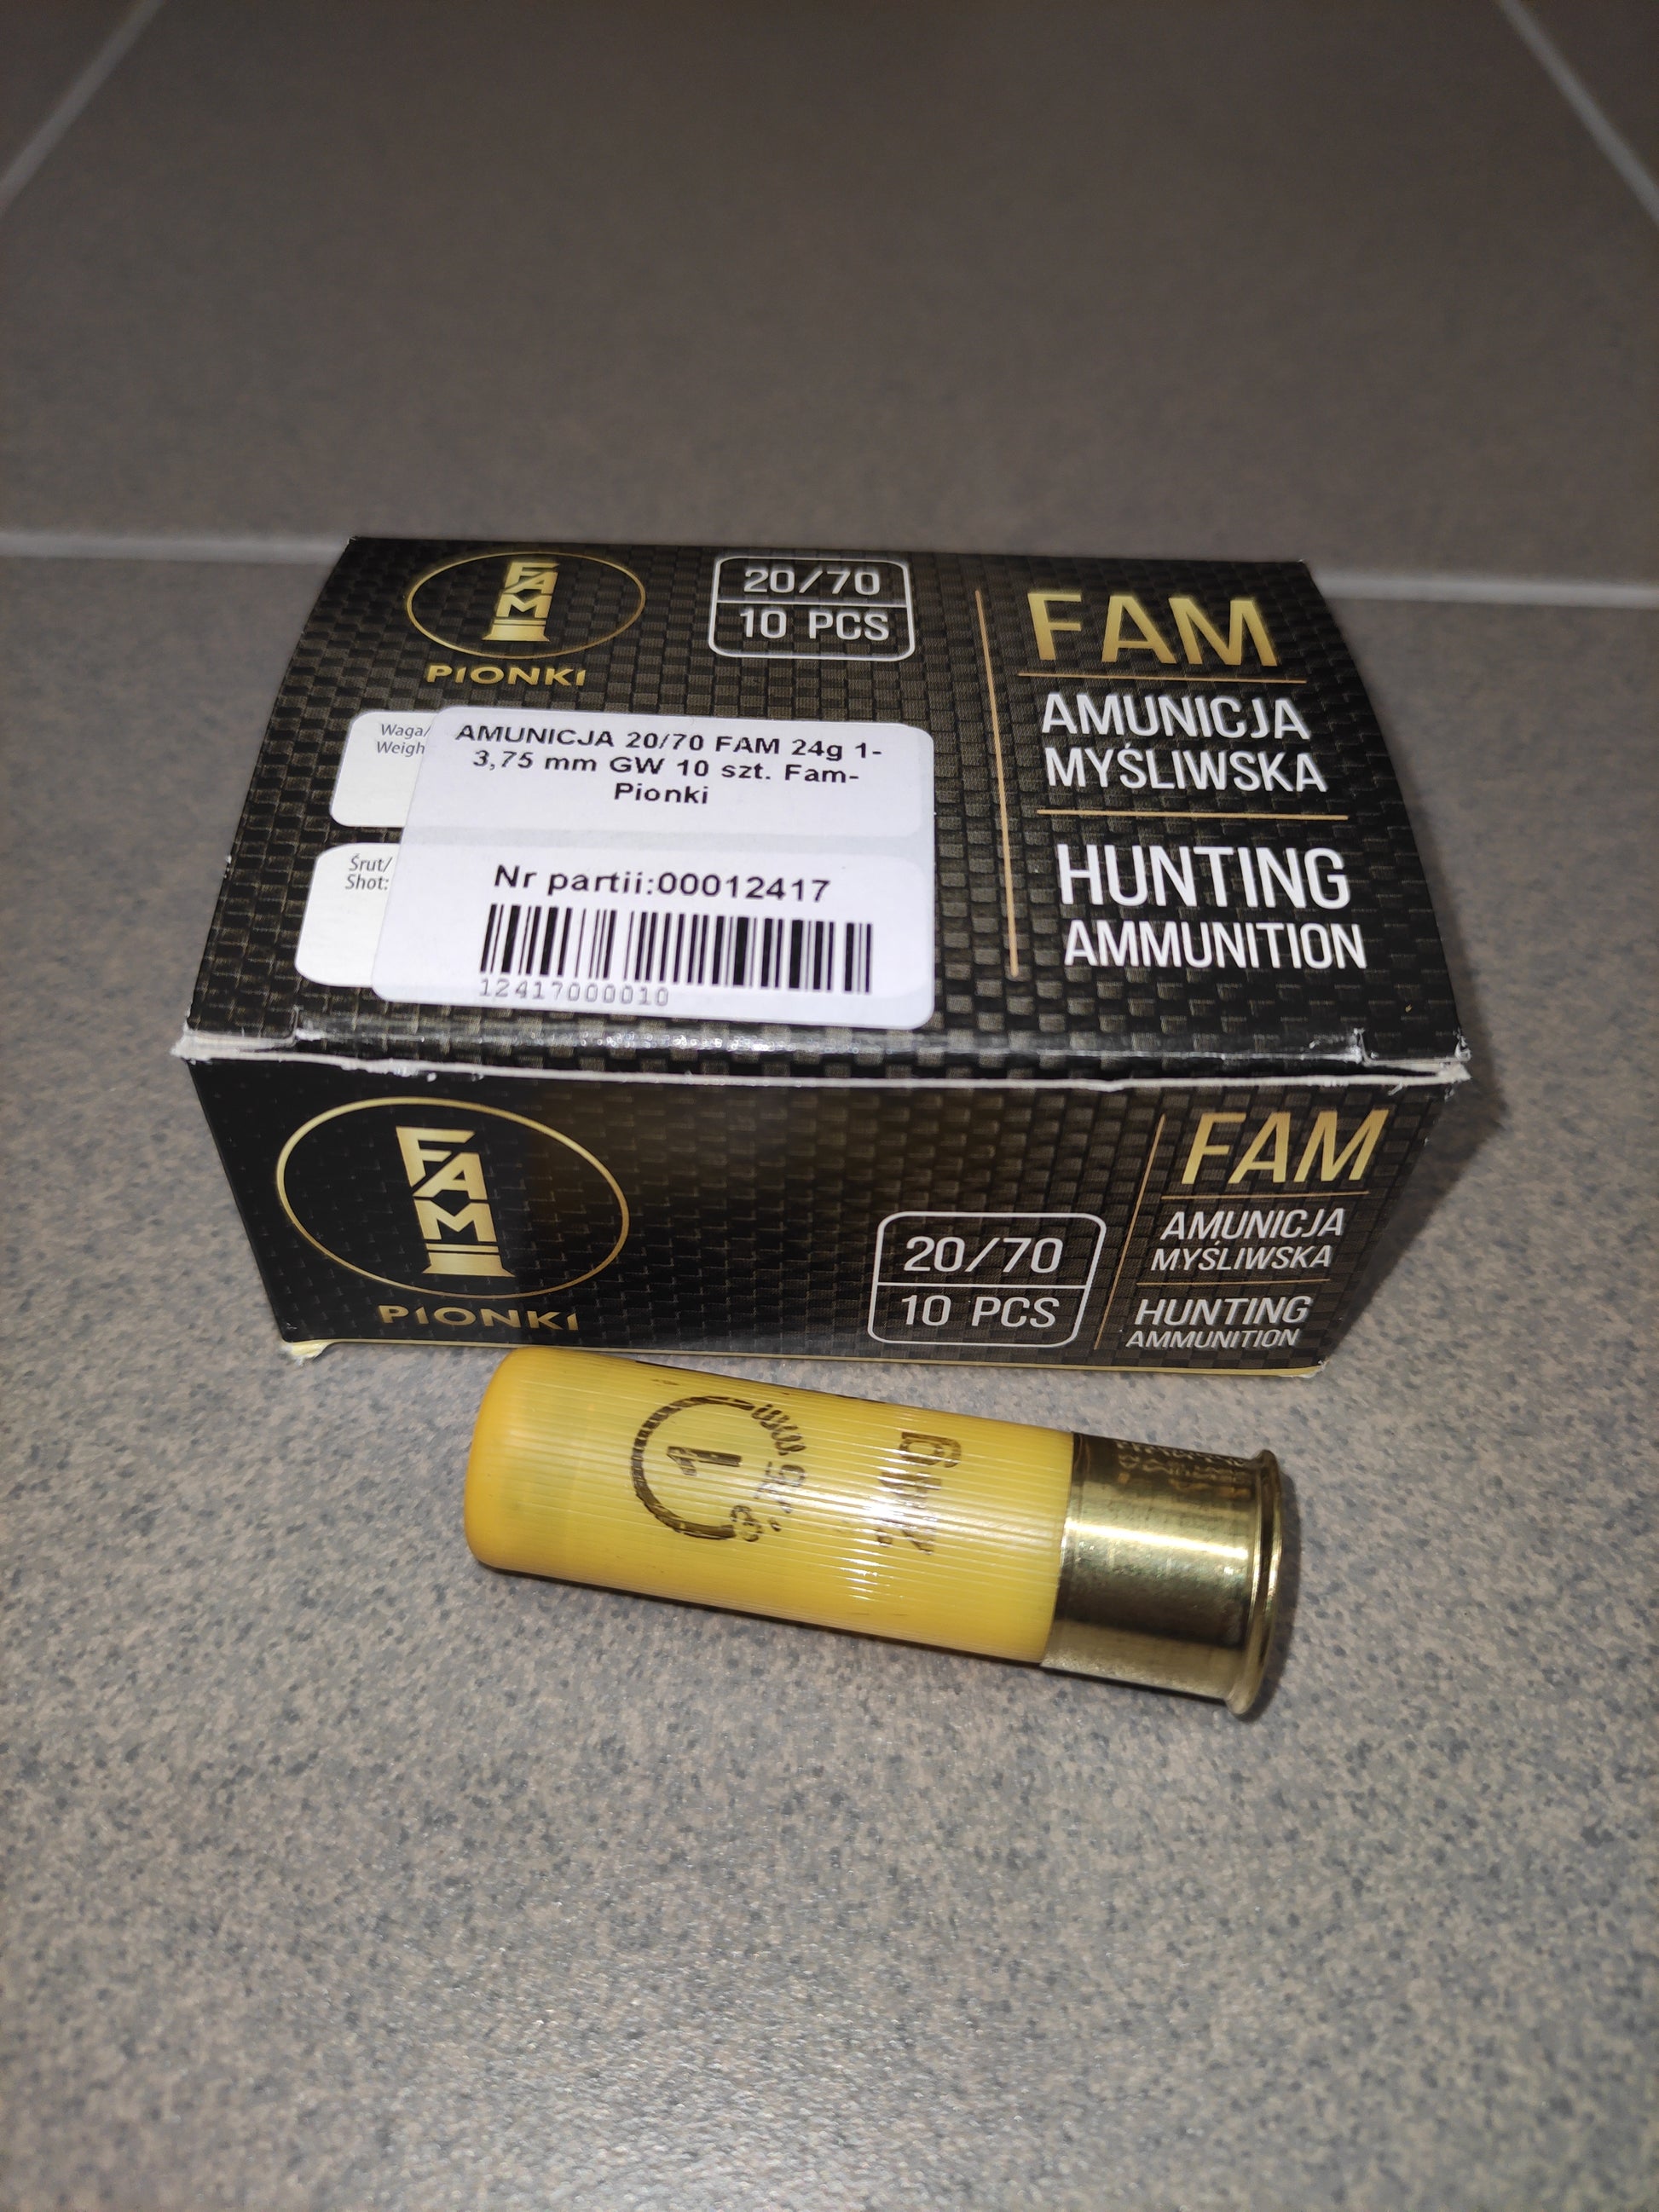 FAM
PIONKI
20/70
10 PCS
FAM
AMUNICJA
MYŚLIWSKA
HUNTING
AMMUNITION
Waga/
Weigh
Śrut/
Shot:
AMUNICJA 20/70 FAM 24g 1-
3,75 mm GW 10 szt. Fam-
Pionki
Nr partii:00012417
12417000010
FAM
PIONKI
20/70
10 PCS
FAM
AMUNICJA
MYŚLIWSKA
HUNTING
AMMUNITION
1
3,75 mm